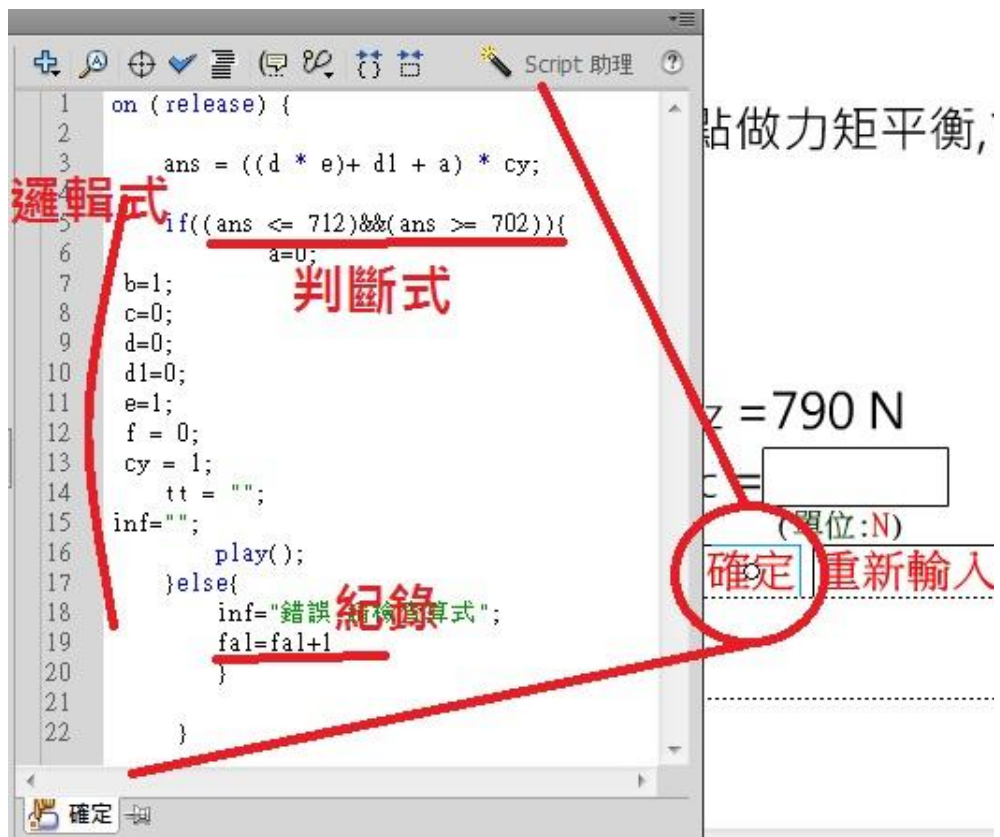 Script 助理
1 on (release) {
2
3 ans = ((d * e)+ d1 + a) * cy;
邏輯式
5 if((ans <= 712)&&(ans >= 702)){
6 a=0;
判斷式
7 b=1;
8 c=0;
9 d=0;
10 d1=0;
11 e=1;
12 f = 0;
13 cy = 1;
14 tt = "";
15 inf="";
16 play();
17 }else{
紀錄
18 inf="錯誤 算式";
19 fal=fal+1
20 }
21
22 }
確定
點做力矩平衡,
z =790 N
c =
(單位:N)
確定
重新輸入